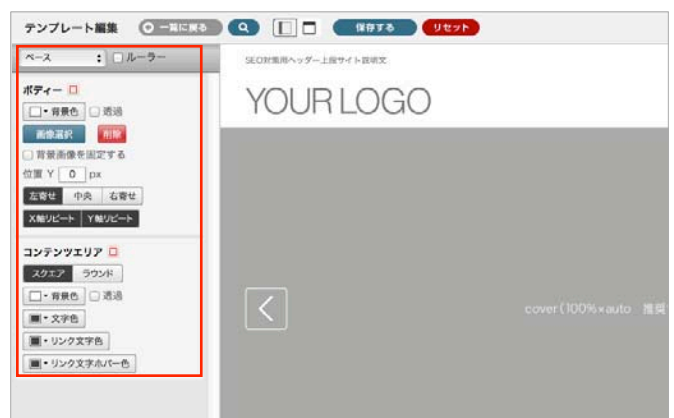 テンプレート編集 一覧に戻る 保存する リセット
ベース ルーラー
ボディー
背景色 透過
画像選択 削除
背景画像を固定する
位置 Y 0 px
左寄せ 中央 右寄せ
X軸リピート Y軸リピート
コンテンツエリア
スクエア ラウンド
背景色 透過
文字色
リンク文字色
リンク文字ホバー色
SEO対策用ヘッダー上段サイト説明文
YOUR LOGO
cover(100%×auto 推奨